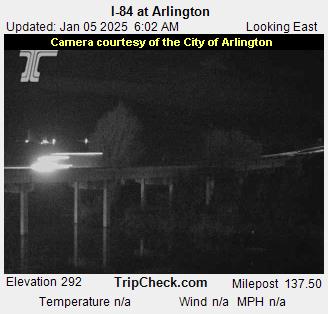 I-84 at Arlington
Updated: Jan 05 2025 6:02 AM Looking East
Camera courtesy of the City of Arlington
Elevation 292 TripCheck.com Milepost 137.50
Temperature n/a Wind n/a MPH n/a